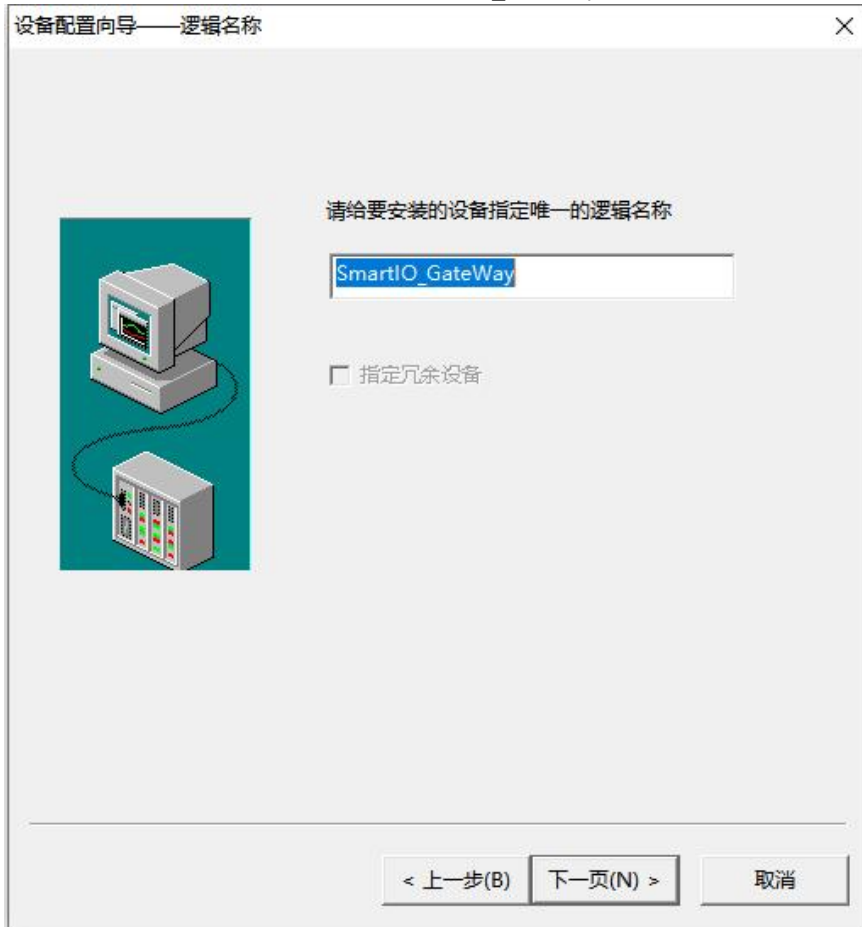 设备配置向导——逻辑名称
请给要安装的设备指定唯一的逻辑名称
SmartIO_GateWay
指定冗余设备
< 上一步(B)
下一页(N) >
取消